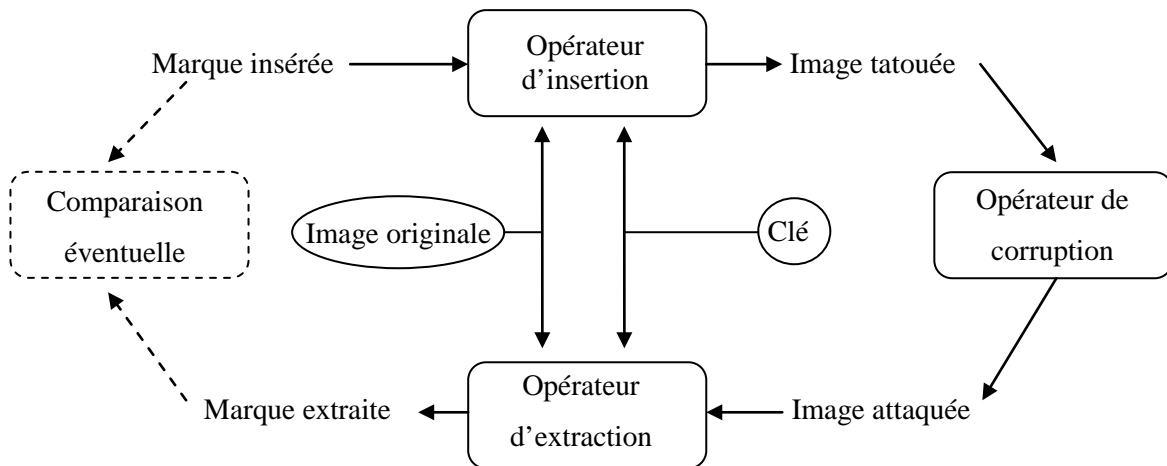 Opérateur
d’insertion
Marque insérée
Image tatouée
Comparaison
éventuelle
Image originale
Clé
Opérateur de
corruption
Opérateur
d’extraction
Marque extraite
Image attaquée